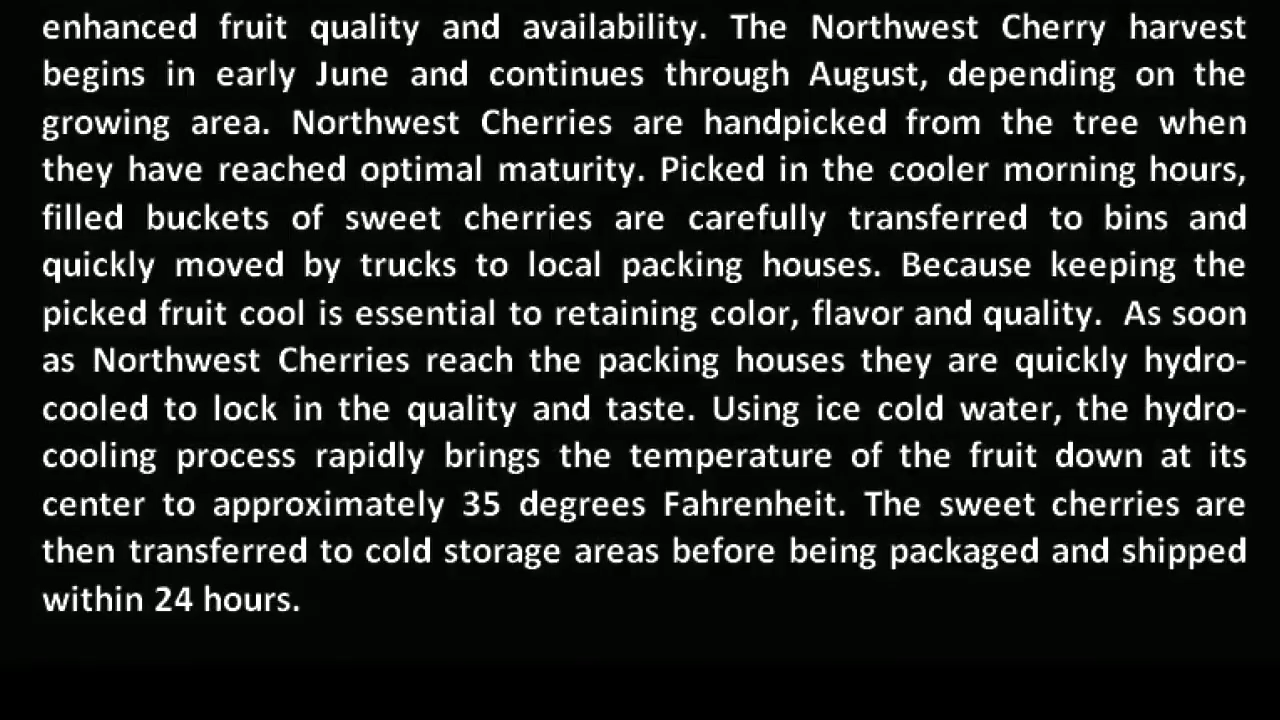 enhanced fruit quality and availability. The Northwest Cherry harvest
begins in early June and continues through August, depending on the
growing area. Northwest Cherries are handpicked from the tree when
they have reached optimal maturity. Picked in the cooler morning hours,
filled buckets of sweet cherries are carefully transferred to bins and
quickly moved by trucks to local packing houses. Because keeping the
picked fruit cool is essential to retaining color, flavor and quality.  As soon
as Northwest Cherries reach the packing houses they are quickly hydro-
cooled to lock in the quality and taste. Using ice cold water, the hydro-
cooling process rapidly brings the temperature of the fruit down at its
center to approximately 35 degrees Fahrenheit. The sweet cherries are
then transferred to cold storage areas before being packaged and shipped
within 24 hours.